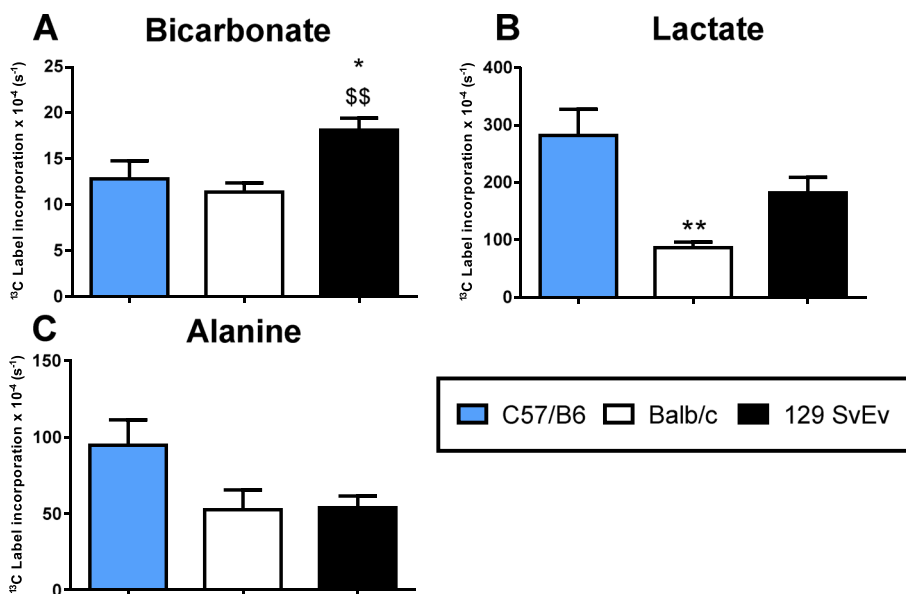 A
Bicarbonate
¹³C Label incorporation x 10⁻⁴ (s⁻¹)
25
20
15
10
5
0
*
$$
B
Lactate
¹³C Label incorporation x 10⁻⁴ (s⁻¹)
400
300
200
100
0
**
C
Alanine
¹³C Label incorporation x 10⁻⁴ (s⁻¹)
150
100
50
0
C57/B6
Balb/c
129 SvEv